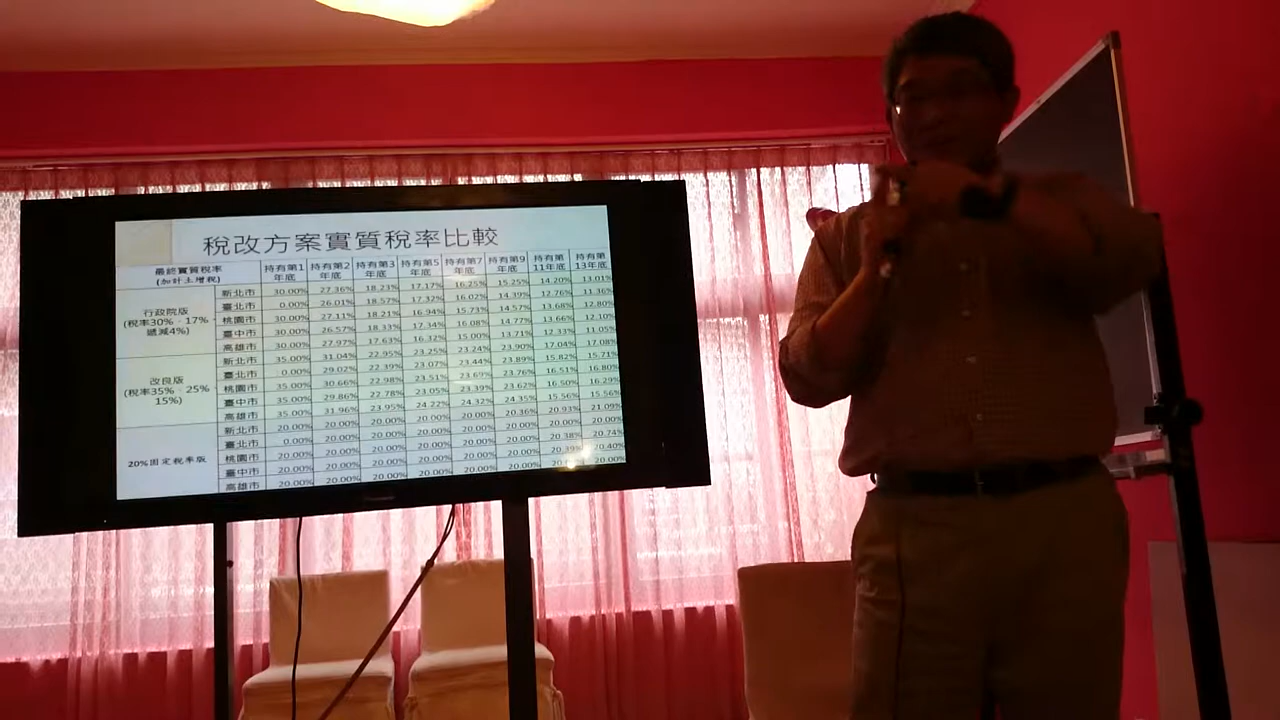 稅改方案實質稅率比較
最終實質稅率 (加計土增稅) 持有第1年底 持有第2年底 持有第3年底 持有第5年底 持有第7年底 持有第9年底 持有第11年底 持有第13年底
行政院版 (稅率30%-17%, 遞減4%)
新北市 30.00% 27.36% 18.23% 17.17% 16.25% 15.25% 14.20% 13.01%
臺北市 0.00% 26.01% 18.57% 17.32% 16.02% 14.39% 12.76% 11.36%
桃園市 30.00% 27.11% 18.21% 16.94% 15.73% 14.57% 13.68% 12.80%
臺中市 30.00% 26.57% 18.33% 17.34% 16.08% 14.77% 13.66% 12.10%
高雄市 30.00% 27.97% 17.63% 16.32% 15.00% 13.71% 12.33% 11.05%
改良版 (稅率35%、25%、15%)
新北市 35.00% 31.04% 22.95% 23.25% 23.24% 23.90% 17.04% 17.08%
臺北市 0.00% 29.02% 22.39% 23.07% 23.44% 23.89% 15.82% 15.71%
桃園市 35.00% 30.66% 22.98% 23.51% 23.69% 23.76% 16.51% 16.80%
臺中市 35.00% 29.86% 22.78% 23.05% 23.39% 23.62% 16.50% 16.29%
高雄市 35.00% 31.96% 23.95% 24.22% 24.32% 24.35% 15.56% 15.56%
20%固定稅率版
新北市 20.00% 20.00% 20.00% 20.00% 20.00% 20.36% 20.93% 21.09%
臺北市 0.00% 20.00% 20.00% 20.00% 20.00% 20.00% 20.00% 20.00%
桃園市 20.00% 20.00% 20.00% 20.00% 20.00% 20.00% 20.38% 20.74%
臺中市 20.00% 20.00% 20.00% 20.00% 20.00% 20.00% 20.39% 20.40%
高雄市 20.00% 20.00% 20.00% 20.00% 20.00% 20.00% 20.00% 20.00%